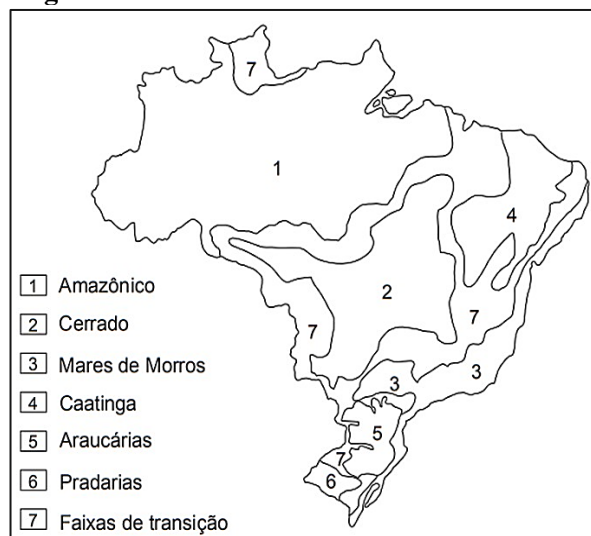 7
1
4
2
7
7
3
3
5
7
6
1 Amazônico
2 Cerrado
3 Mares de Morros
4 Caatinga
5 Araucárias
6 Pradarias
7 Faixas de transição